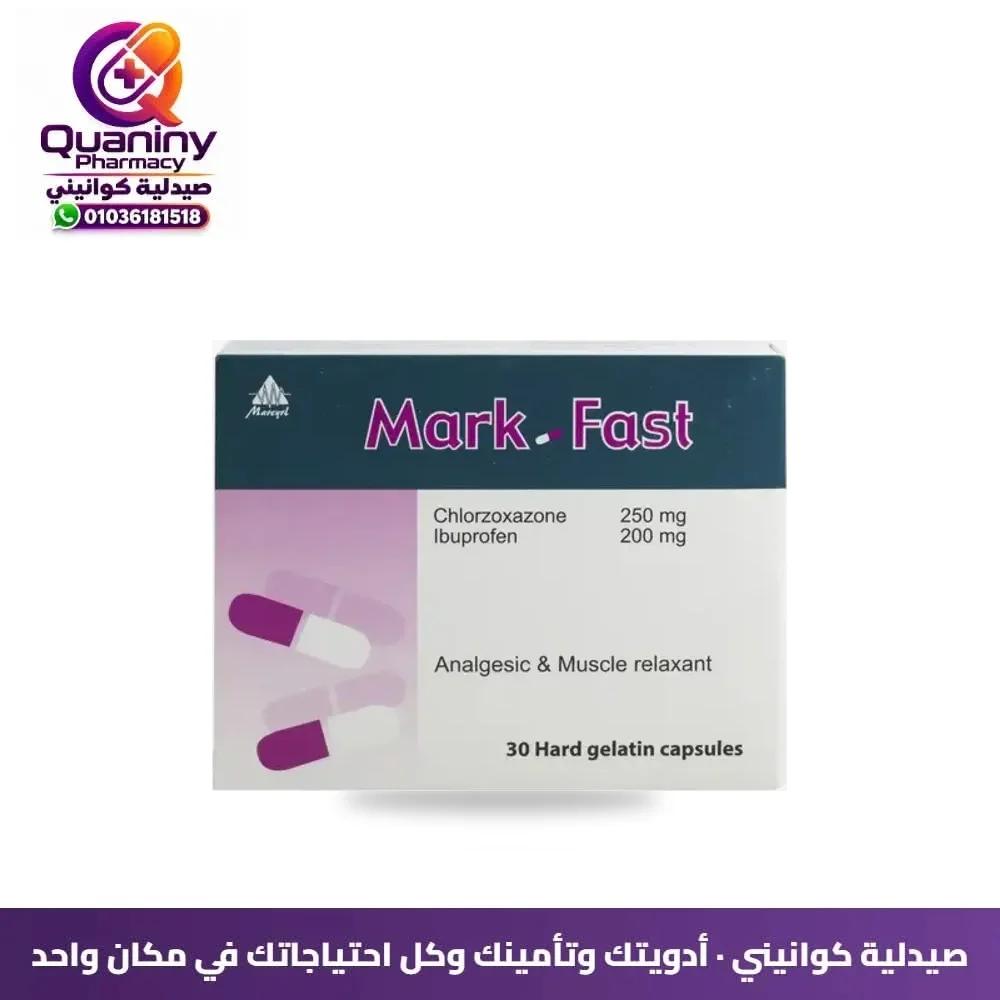 Quaniny
Pharmacy
صيدلية كوانيني
01036181518
Marcyrl
Mark Fast
Chlorzoxazone 250 mg
Ibuprofen 200 mg
Analgesic & Muscle relaxant
30 Hard gelatin capsules
صيدلية كوانيني · أدويتك وتأمينك وكل احتياجاتك في مكان واحد